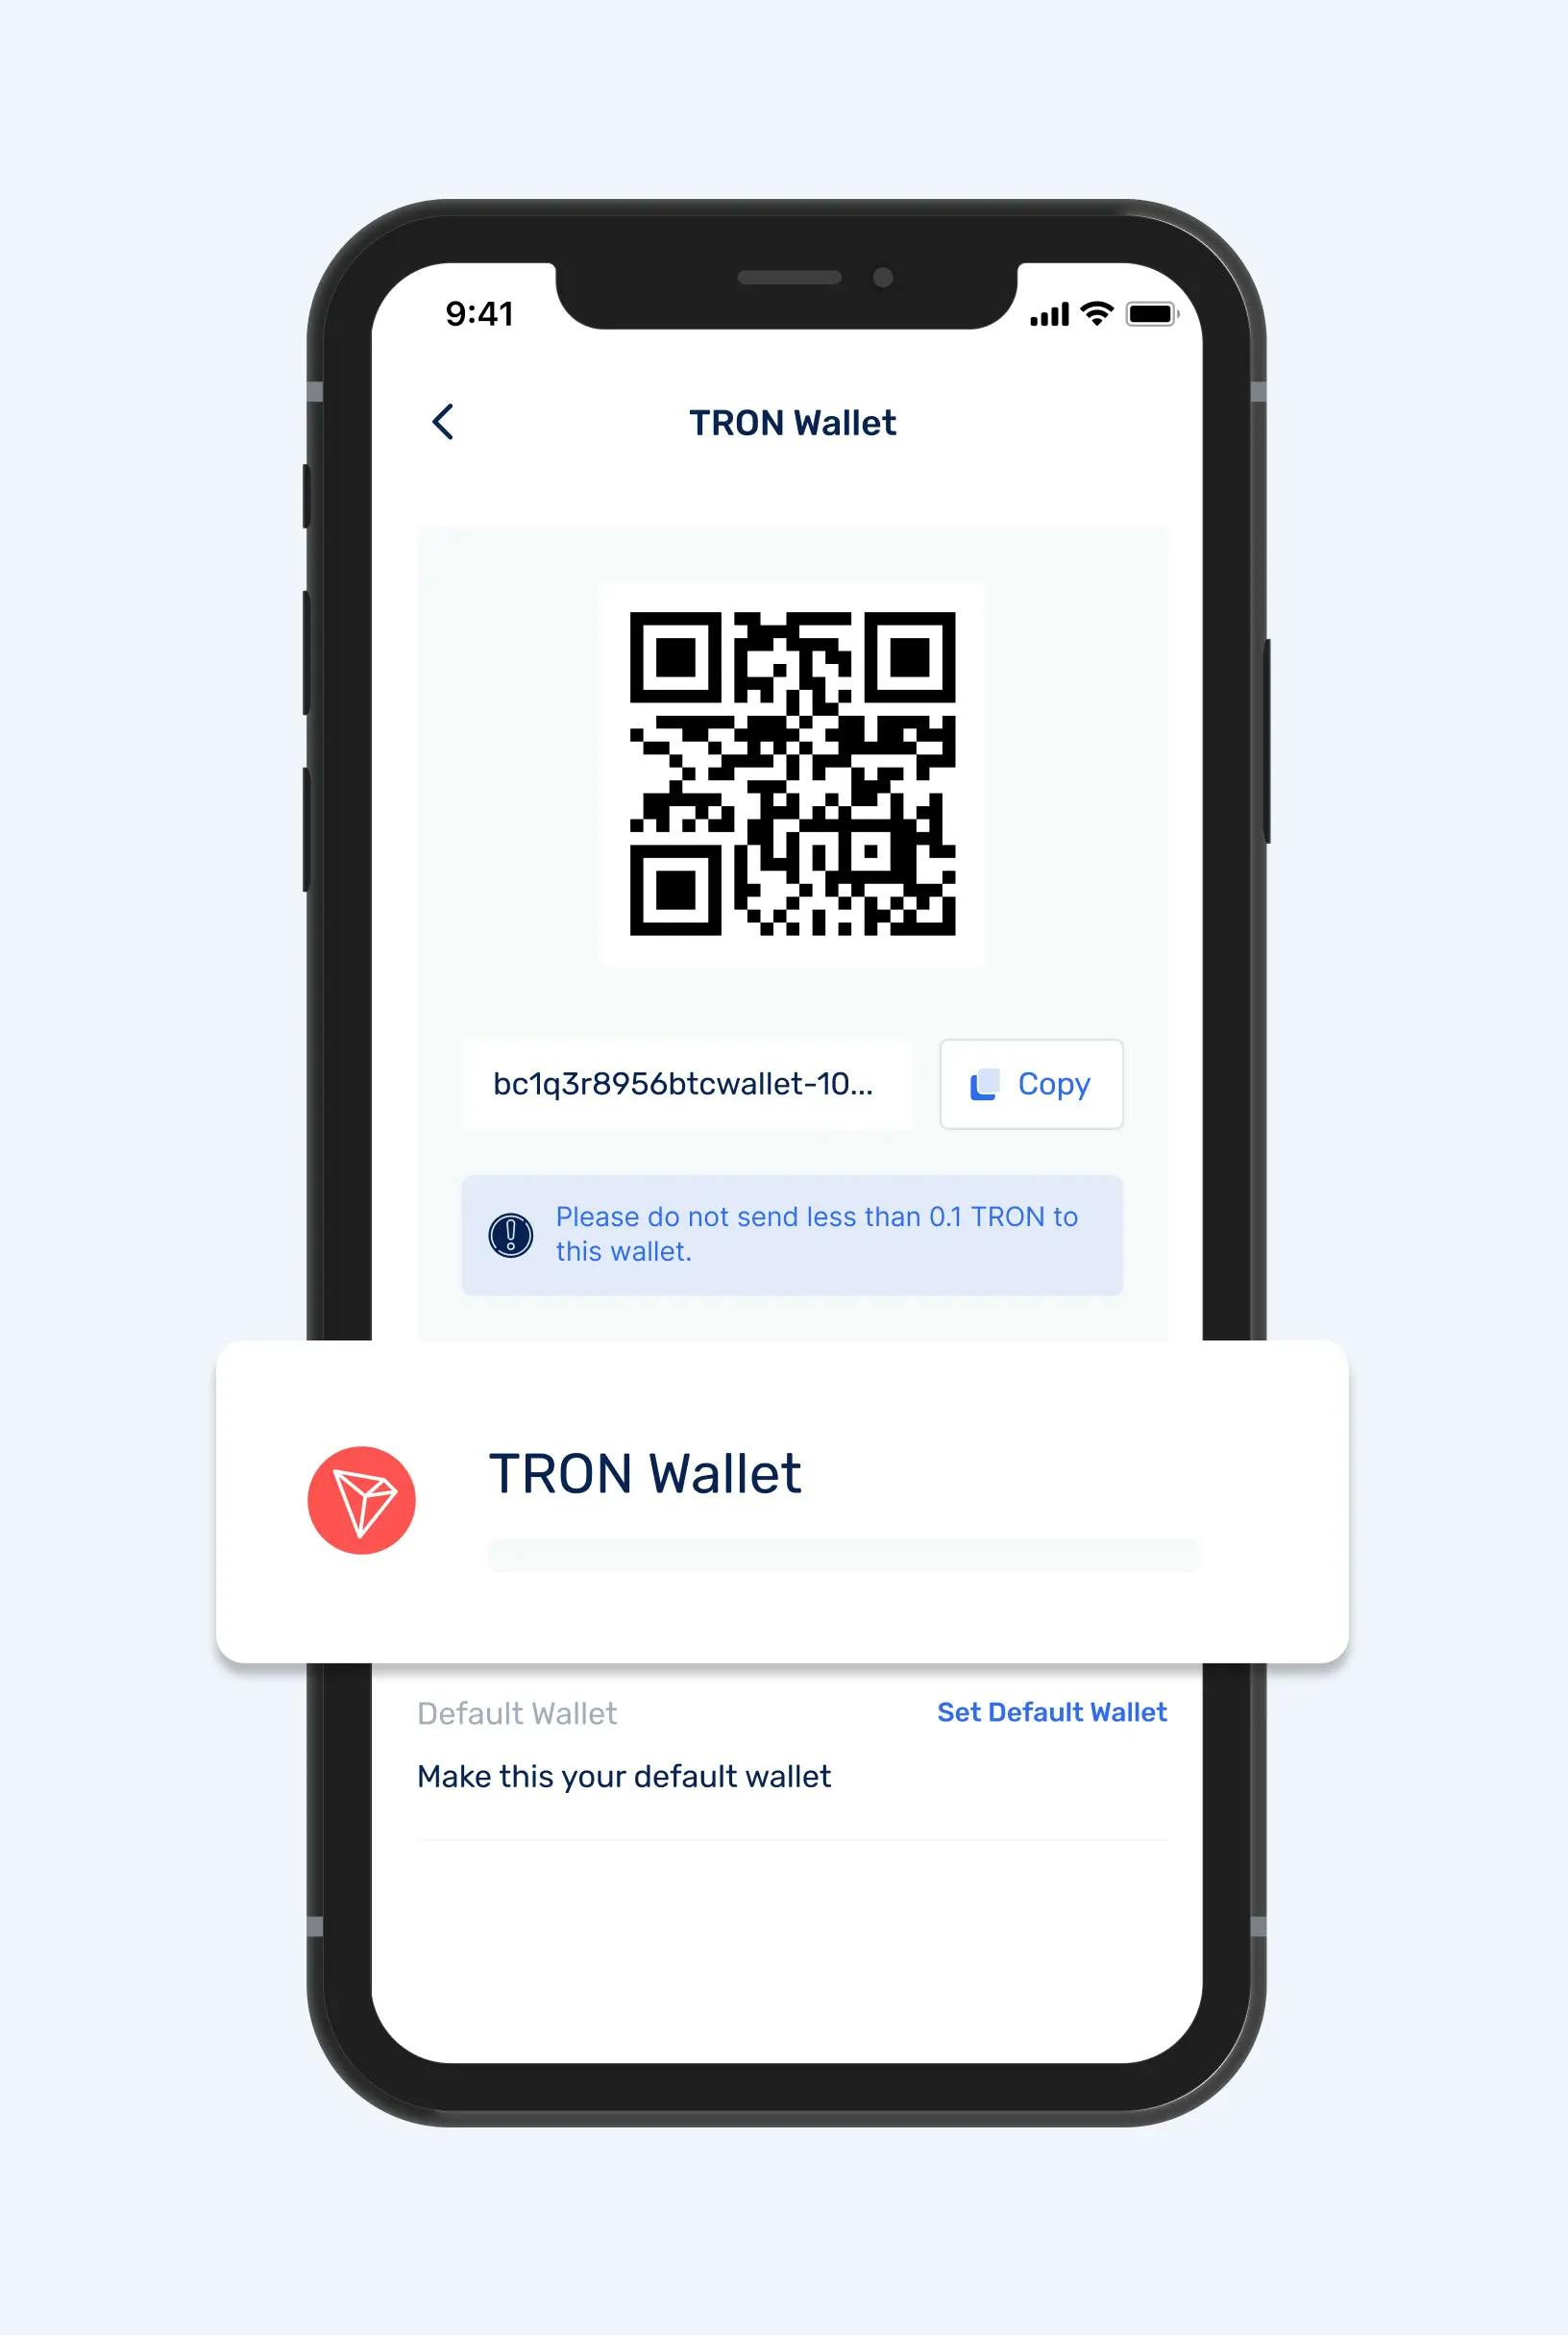 9:41
TRON Wallet
bc1q3r8956btcwallet-10...
Copy
Please do not send less than 0.1 TRON to
this wallet.
TRON Wallet
Default Wallet
Set Default Wallet
Make this your default wallet